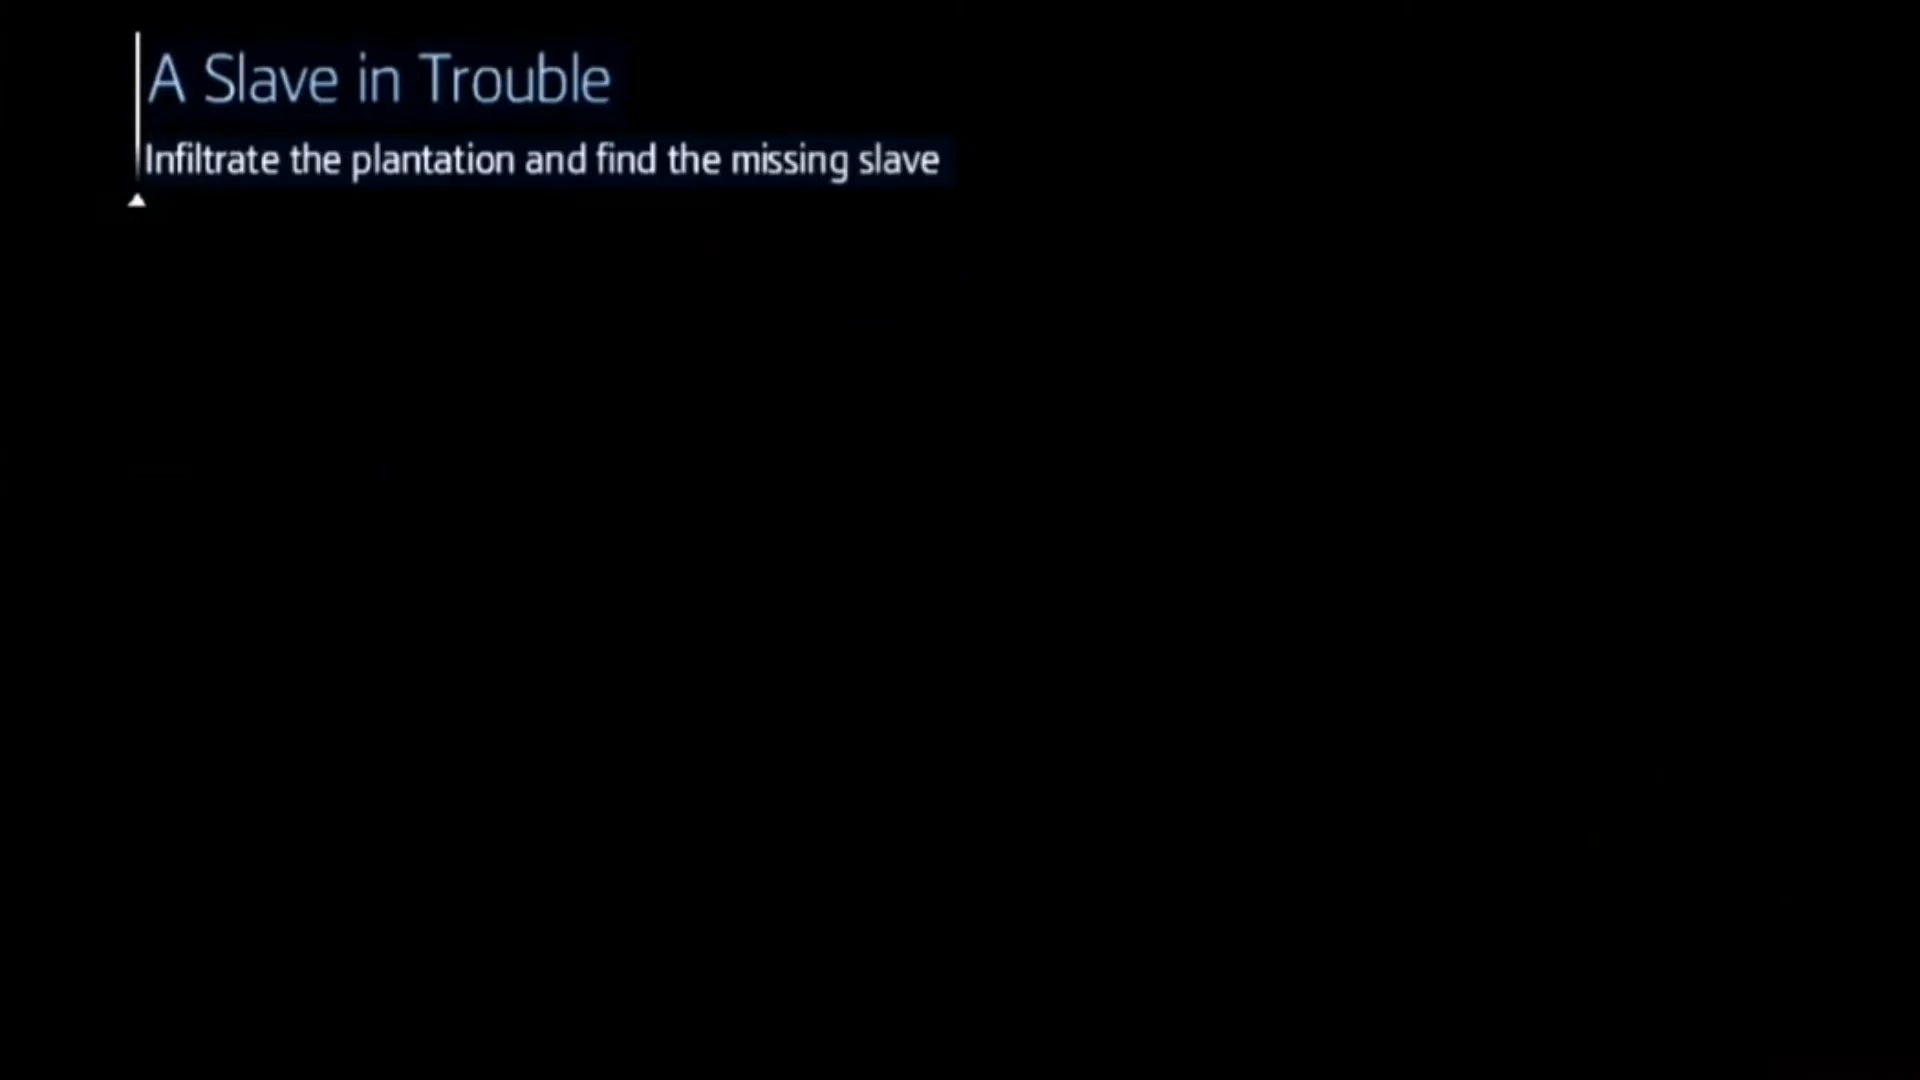 A Slave in Trouble
Infiltrate the plantation and find the missing slave